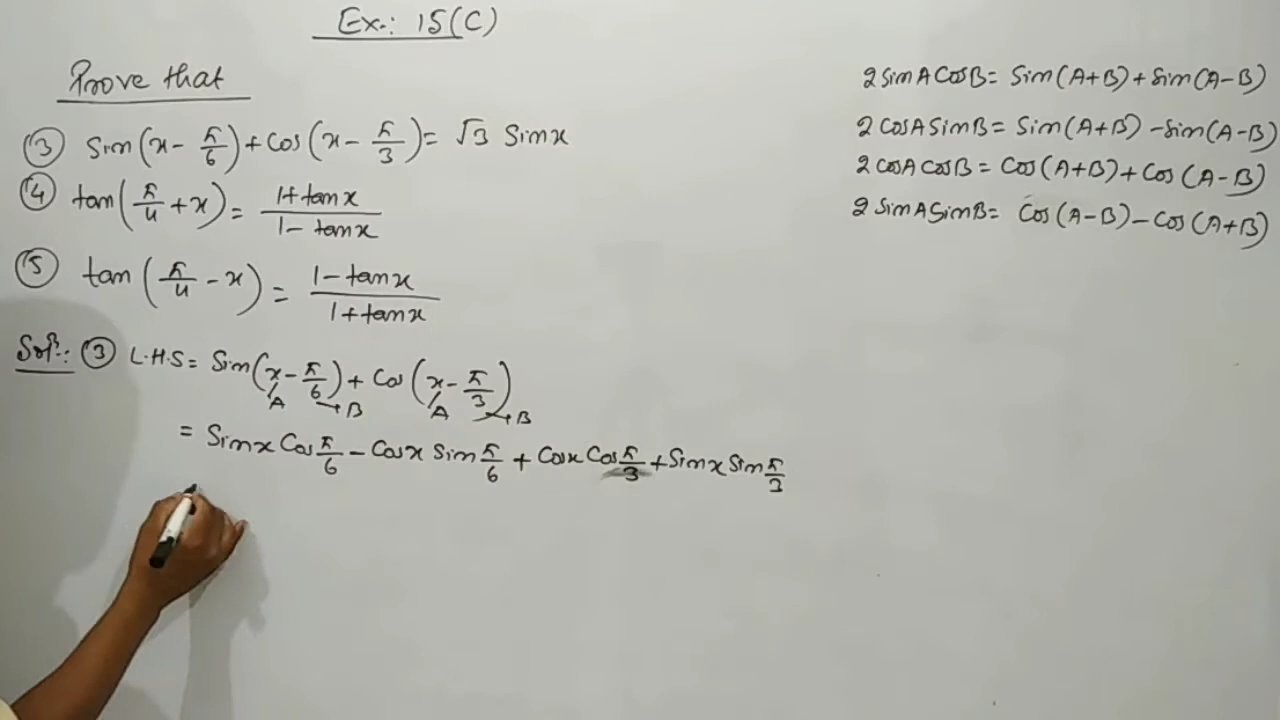 Ex.: 15(C)
Prove that
③ Sin(x - π/6) + Cos(x - π/3) = √3 Sinx
④ tan(π/4 + x) = (1 + tanx)/(1 - tanx)
⑤ tan(π/4 - x) = (1 - tanx)/(1 + tanx)
Sol.: ③ L.H.S = Sin(x - π/6) + Cos(x - π/3)
A → B A → B
= Sinx Cos π/6 - Cosx Sin π/6 + Cosx Cos π/3 + Sinx Sin π/3
2 SinA CosB = Sin(A+B) + Sin(A-B)
2 CosA SinB = Sin(A+B) - Sin(A-B)
2 CosA CosB = Cos(A+B) + Cos(A-B)
2 SinA SinB = Cos(A-B) - Cos(A+B)